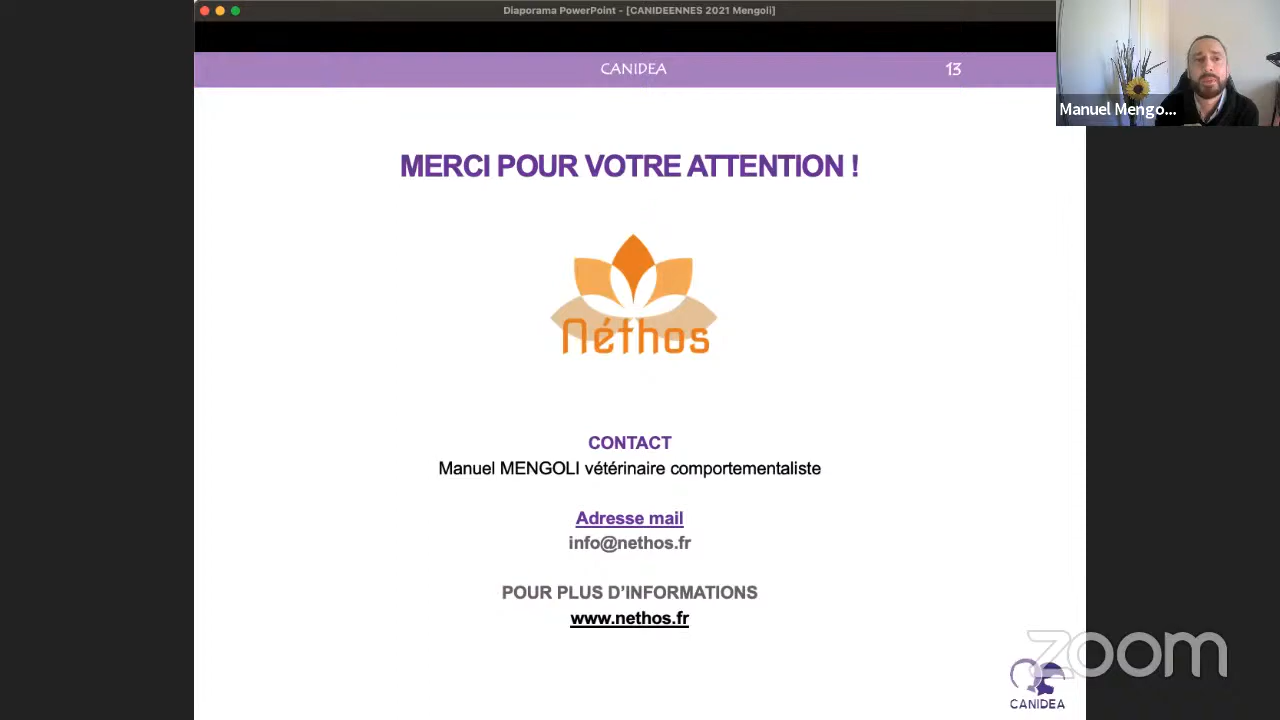 Diaporama PowerPoint - [CANIDEENNES 2021 Mengoli]
CANIDEA
13
Manuel Mengo...
MERCI POUR VOTRE ATTENTION !
Néthos
CONTACT
Manuel MENGOLI vétérinaire comportementaliste
Adresse mail
info@nethos.fr
POUR PLUS D'INFORMATIONS
www.nethos.fr
zoom
CANIDEA